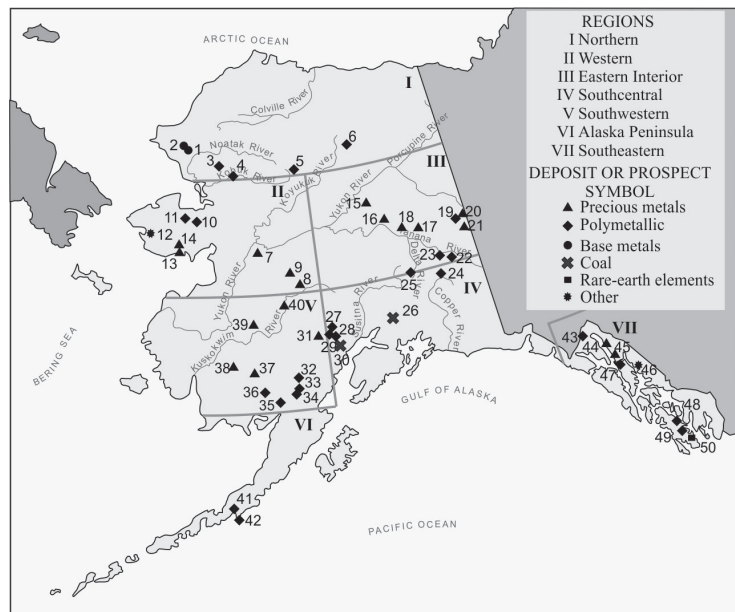 ARCTIC OCEAN
REGIONS
I Northern
II Western
III Eastern Interior
IV Southcentral
V Southwestern
VI Alaska Peninsula
VII Southeastern
DEPOSIT OR PROSPECT
SYMBOL
Precious metals
Polymetallic
Base metals
Coal
Rare-earth elements
Other
I
Colville River
6
2
1
Noatak River
3
4
5
Kobuk River
Koyukuk River
Porcupine River
III
II
Yukon River
15
16
18
17
19
20
21
11
10
12
14
13
Tanana River
7
Delta River
23
22
9
8
25
24
IV
Yukon River
V
40
Susitna River
26
Copper River
39
Kuskokwim River
27
28
31
29
30
38
37
32
33
36
34
35
VI
BERING SEA
GULF OF ALASKA
43
VII
44
45
47
46
48
49
50
41
42
PACIFIC OCEAN